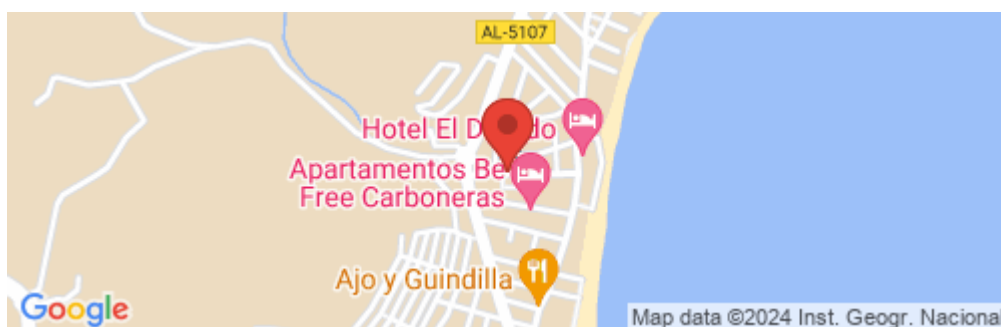 AL-5107
Hotel El D do
Apartamentos Be
Free Carboneras
Ajo y Guindilla
Google
Map data ©2024 Inst. Geogr. Naciona